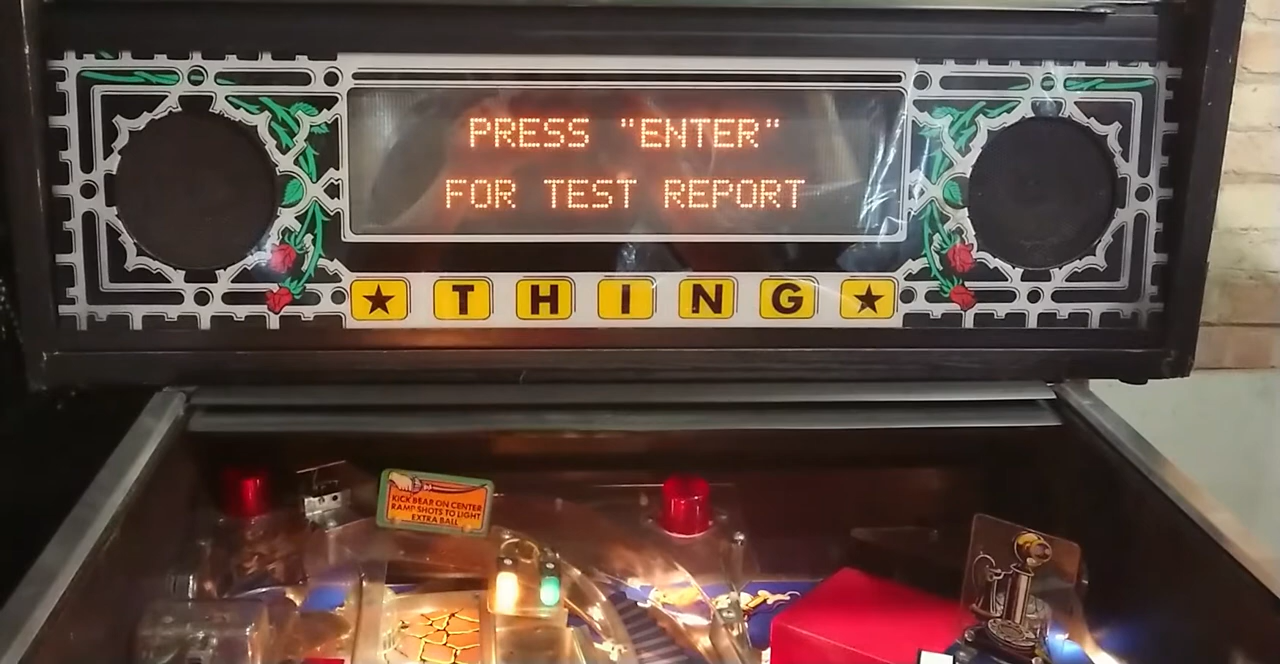 PRESS "ENTER"
FOR TEST REPORT
★ T H I N G ★
KICK BEAR ON CENTER
RAMP SHOTS TO LIGHT
EXTRA BALL